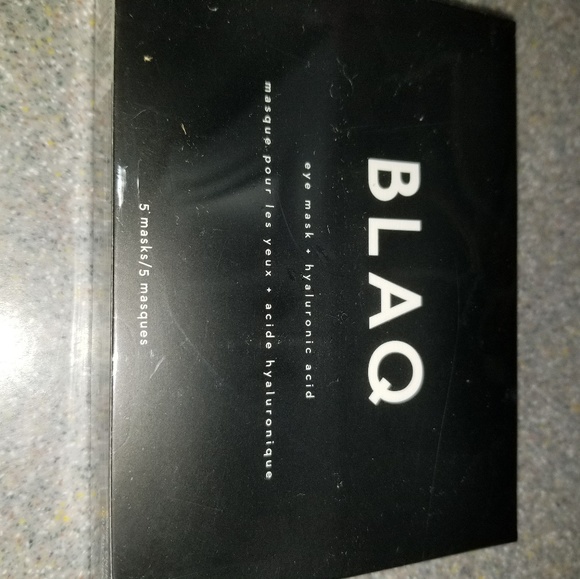 BLAQ
eye mask + hyaluronic acid
masque pour les yeux + acide hyaluronique
5 masks/5 masques